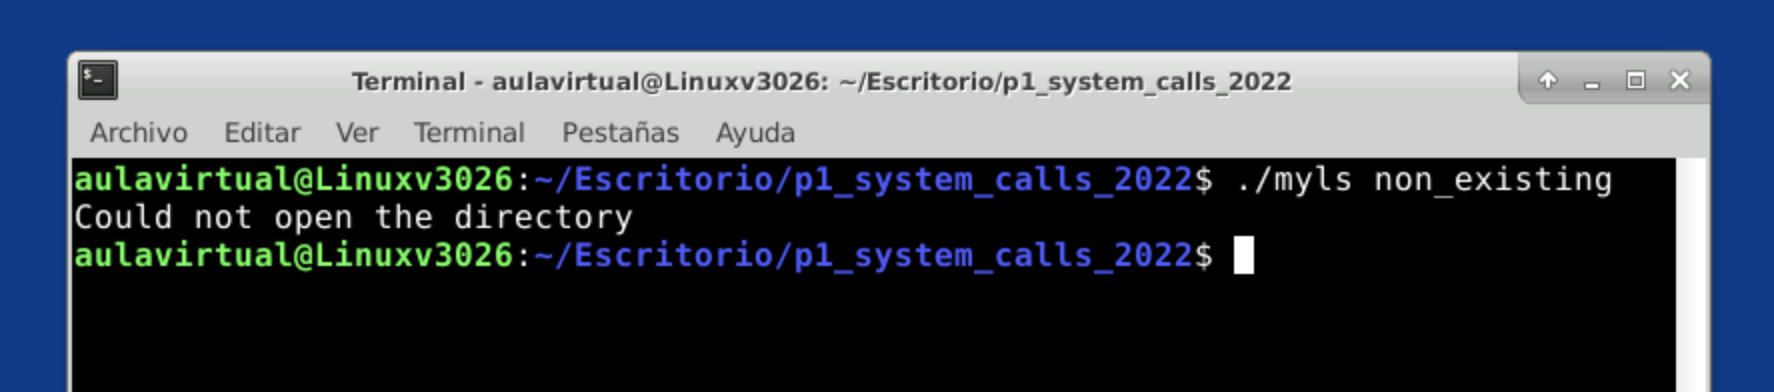 Terminal - aulavirtual@Linuxv3026: ~/Escritorio/p1_system_calls_2022
Archivo Editar Ver Terminal Pestañas Ayuda
aulavirtual@Linuxv3026:~/Escritorio/p1_system_calls_2022$ ./myls non_existing
Could not open the directory
aulavirtual@Linuxv3026:~/Escritorio/p1_system_calls_2022$